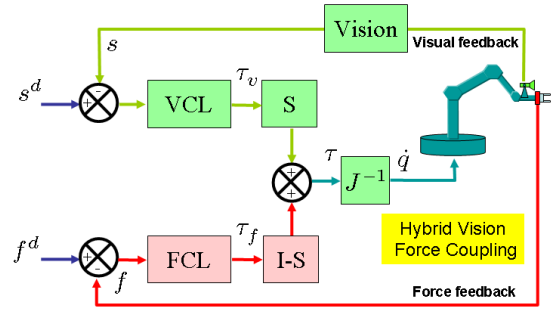 Vision
Visual feedback
s
-
s^d
+
VCL
τ_v
S
+
+
τ
J^{-1}
q̇
Hybrid Vision
Force Coupling
f^d
+
-
f
FCL
τ_f
I-S
Force feedback